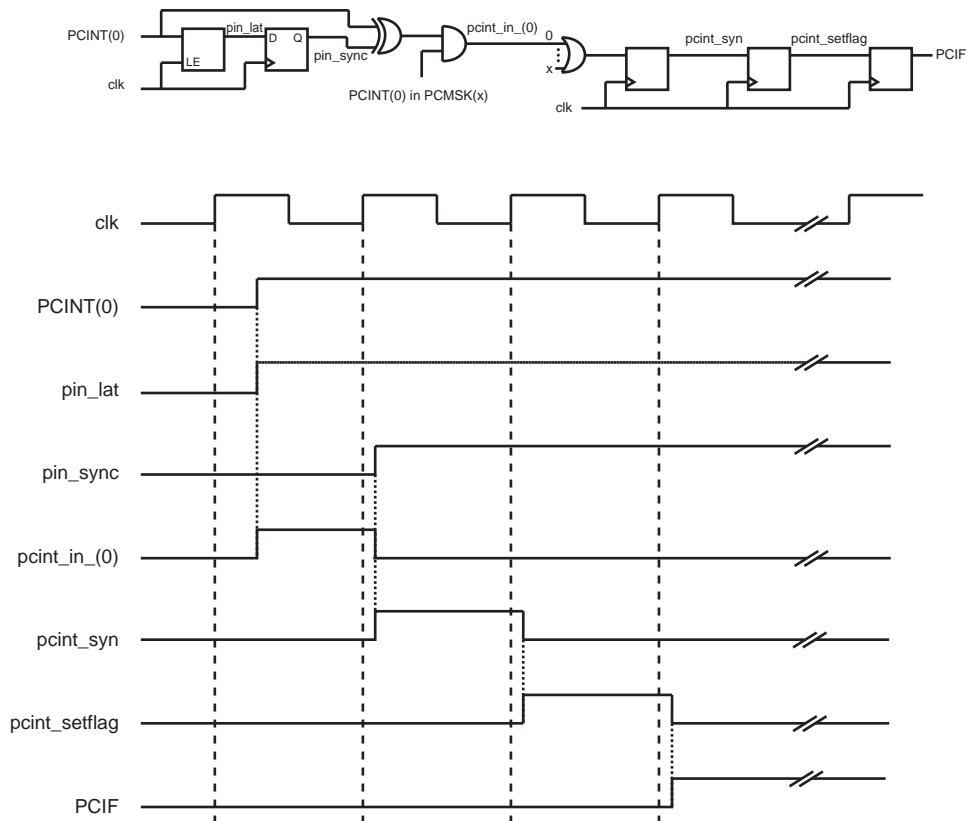 PCINT(0)
pin_lat
D Q
LE
pin_sync
clk
PCINT(0) in PCMSK(x)
pcint_in_(0)
0
x
clk
pcint_syn
pcint_setflag
PCIF
clk
PCINT(0)
pin_lat
pin_sync
pcint_in_(0)
pcint_syn
pcint_setflag
PCIF